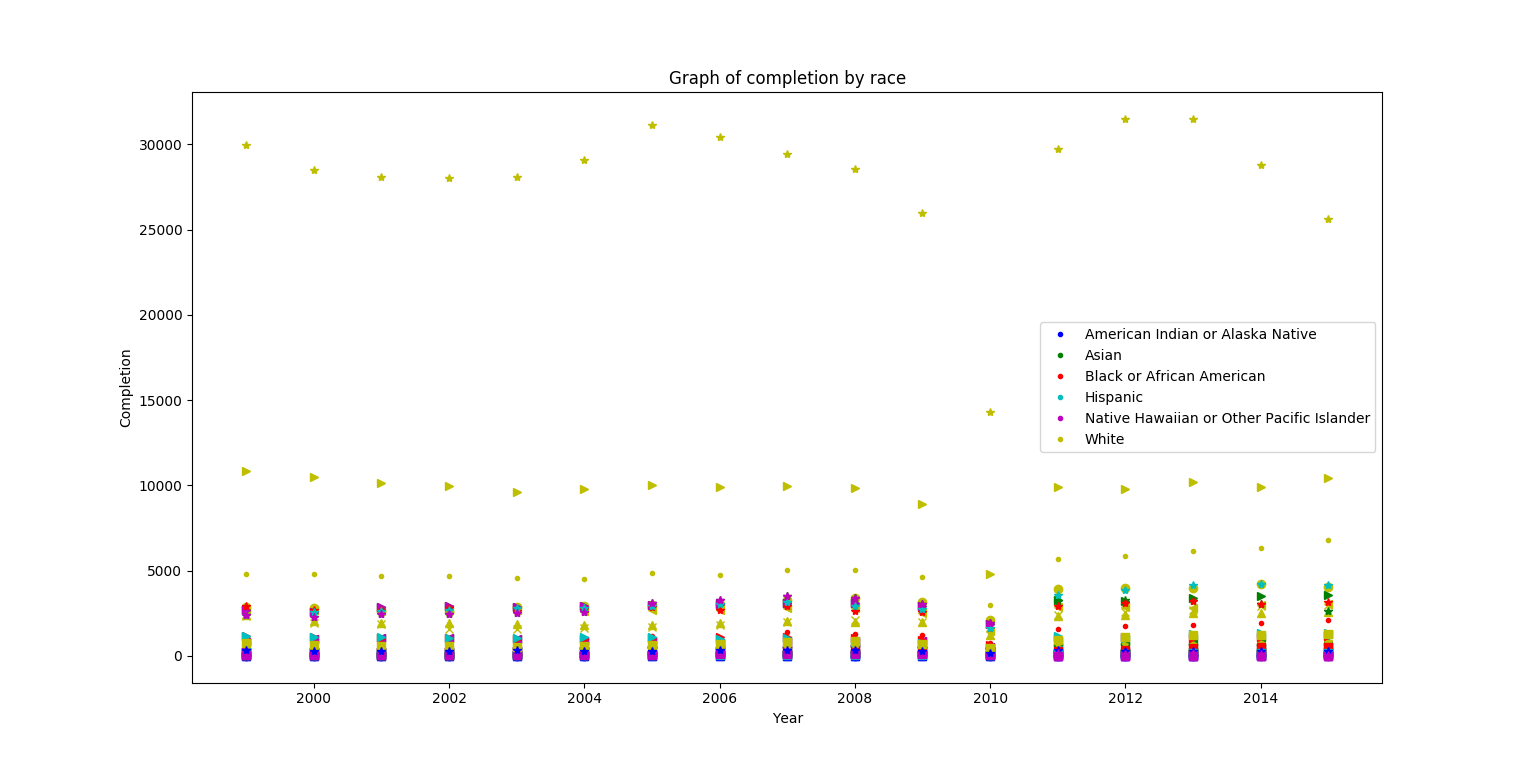 Graph of completion by race
30000
25000
20000
15000
10000
5000
0
Completion
American Indian or Alaska Native
Asian
Black or African American
Hispanic
Native Hawaiian or Other Pacific Islander
White
2000 2002 2004 2006 2008 2010 2012 2014
Year